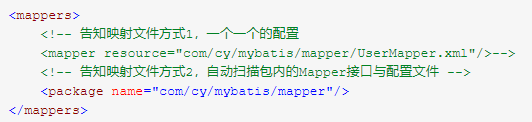 <mappers>
<!-- 告知映射文件方式1，一个一个的配置
<mapper resource="com/cy/mybatis/mapper/UserMapper.xml"/>-->
<!-- 告知映射文件方式2，自动扫描包内的Mapper接口与配置文件 -->
<package name="com/cy/mybatis/mapper"/>
</mappers>